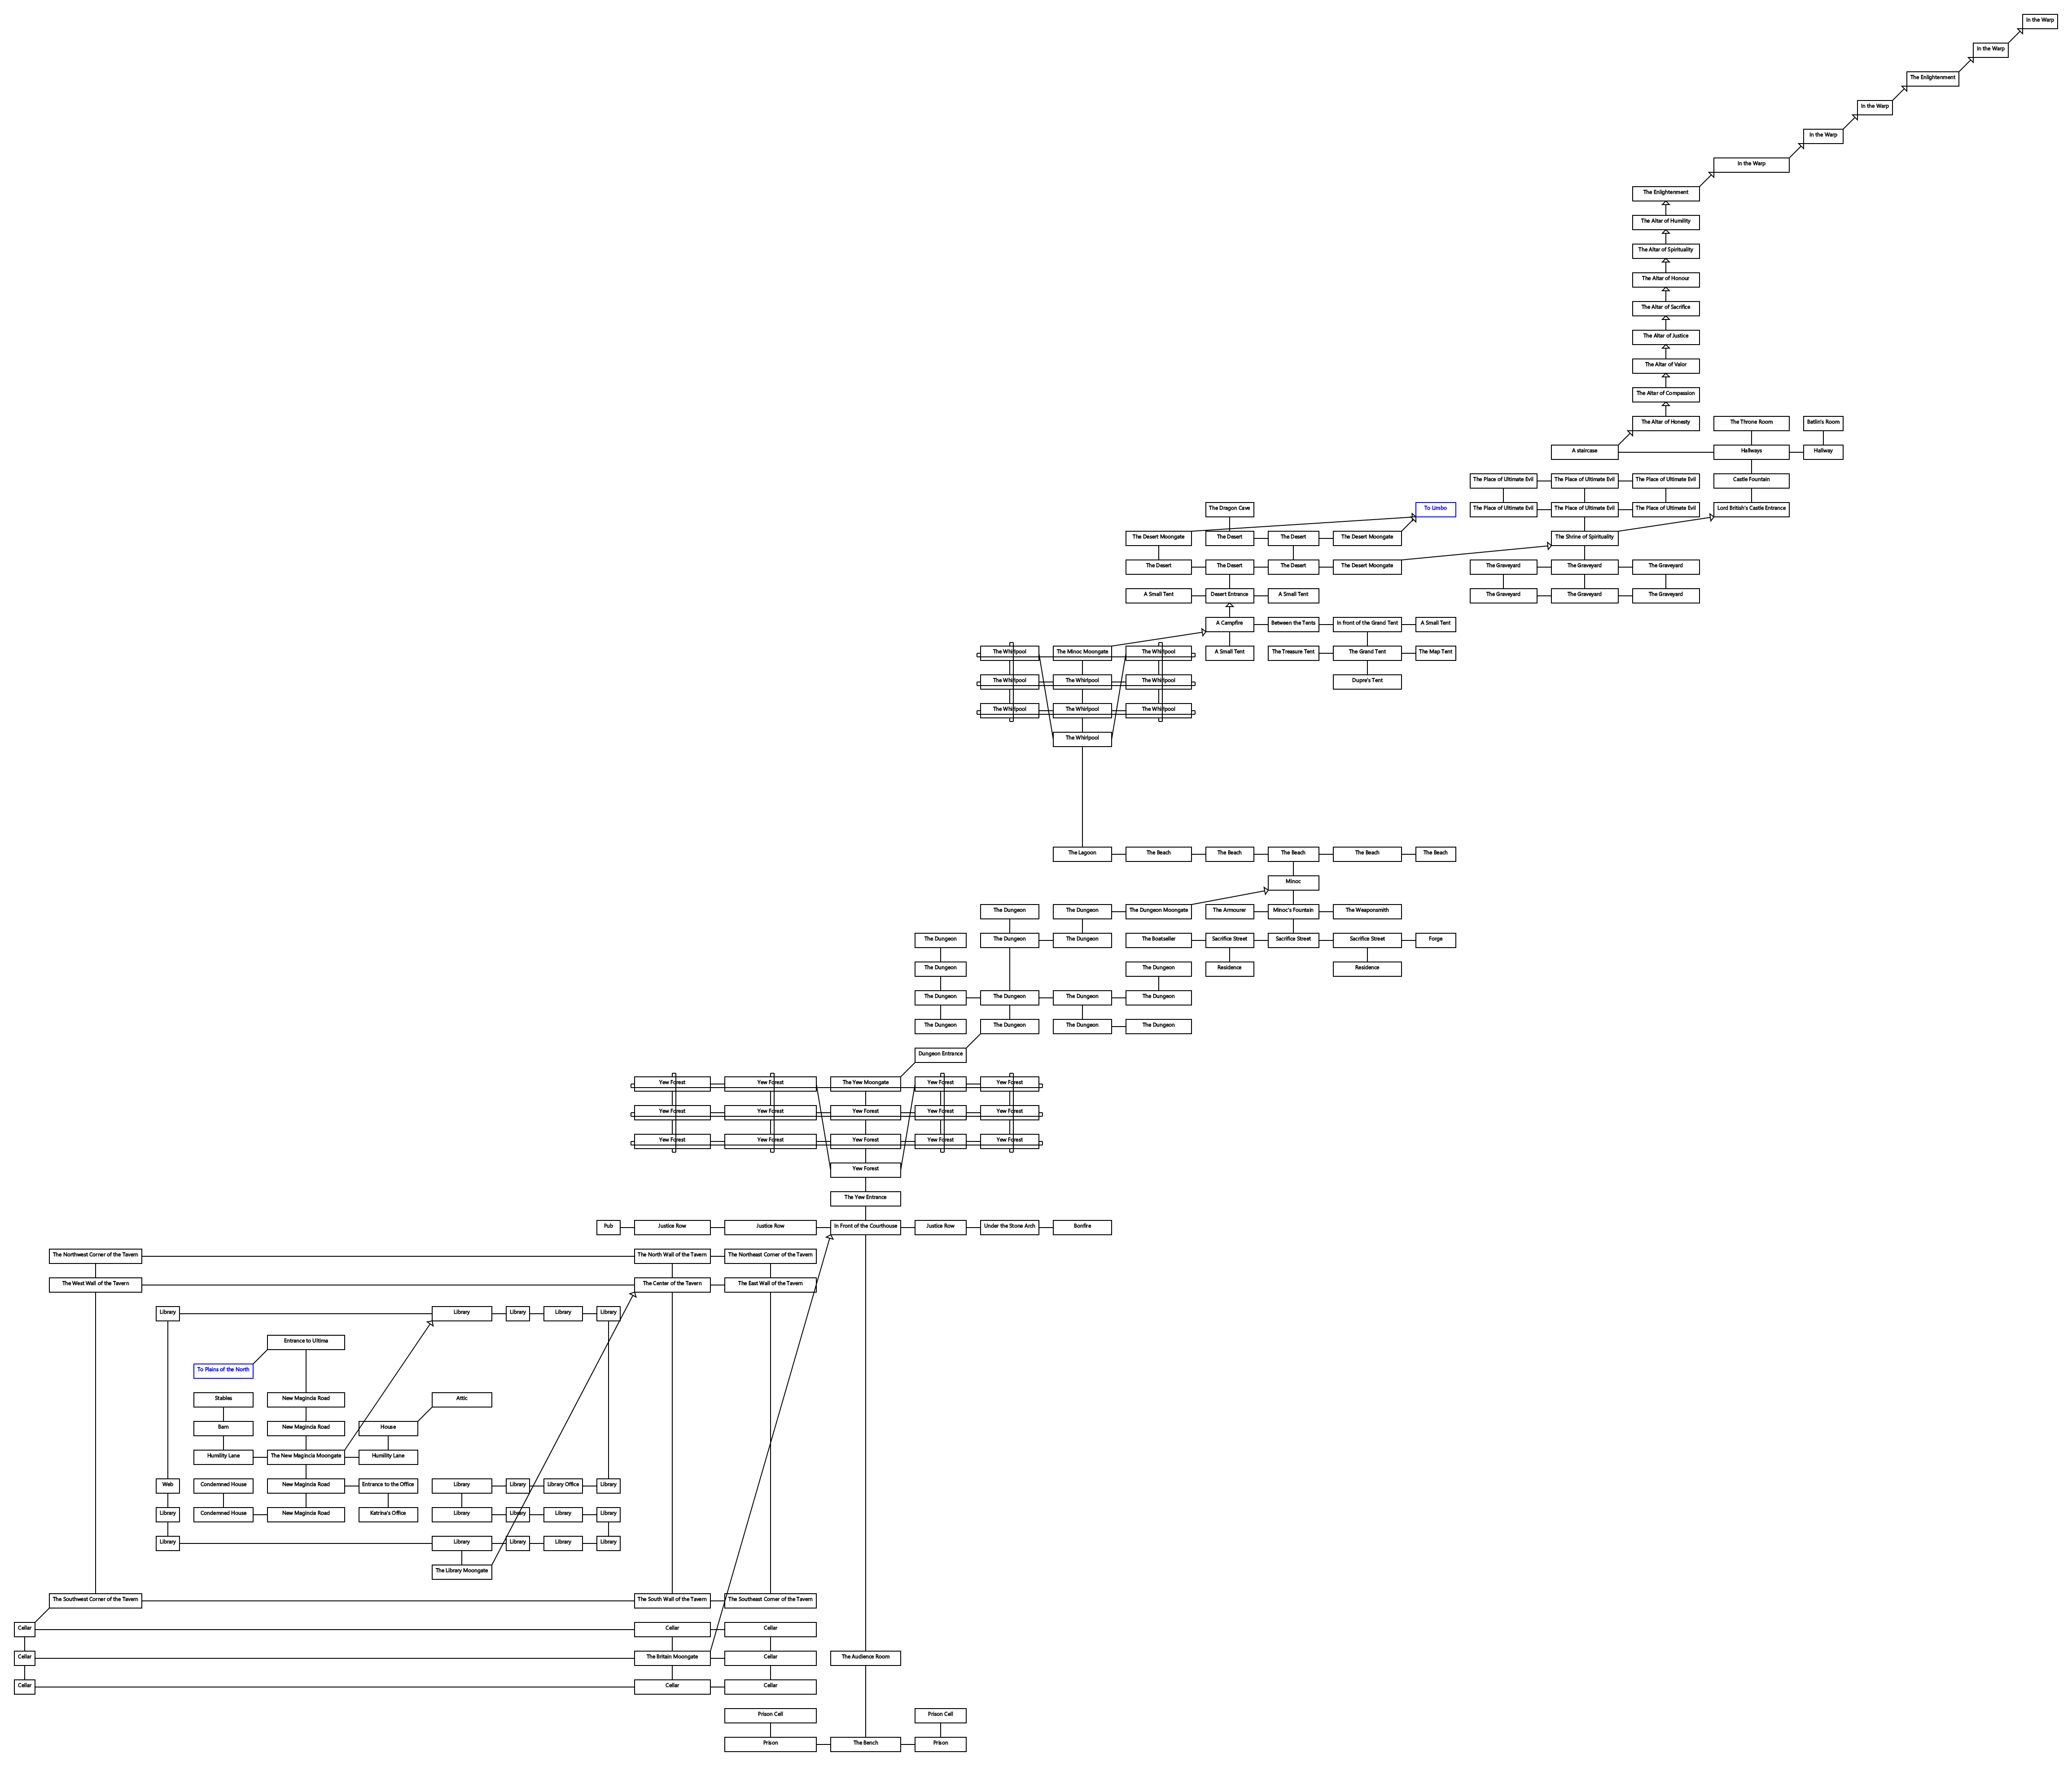 In the Warp
In the Warp
The Enlightenment
In the Warp
In the Warp
In the Warp
The Enlightenment
The Altar of Humility
The Altar of Spirituality
The Altar of Honour
The Altar of Sacrifice
The Altar of Justice
The Altar of Valor
The Altar of Compassion
The Altar of Honesty
The Throne Room
Batlin's Room
A staircase
Hallways
Hallway
The Place of Ultimate Evil
The Place of Ultimate Evil
The Place of Ultimate Evil
Castle Fountain
The Dragon Cave
To Limbo
The Place of Ultimate Evil
The Place of Ultimate Evil
The Place of Ultimate Evil
Lord British's Castle Entrance
The Desert Moongate
The Desert
The Desert
The Desert Moongate
The Shrine of Spirituality
The Desert
The Desert
The Desert
The Desert Moongate
The Graveyard
The Graveyard
The Graveyard
A Small Tent
Desert Entrance
A Small Tent
The Graveyard
The Graveyard
The Graveyard
A Campfire
Between the Tents
In front of the Grand Tent
A Small Tent
The Whirlpool
The Minoc Moongate
The Whirlpool
A Small Tent
The Treasure Tent
The Grand Tent
The Map Tent
The Whirlpool
The Whirlpool
The Whirlpool
Dupre's Tent
The Whirlpool
The Whirlpool
The Whirlpool
The Whirlpool
The Lagoon
The Beach
The Beach
The Beach
The Beach
The Beach
Minoc
The Dungeon
The Dungeon
The Dungeon Moongate
The Armourer
Minoc's Fountain
The Weaponsmith
The Dungeon
The Dungeon
The Dungeon
The Boatseller
Sacrifice Street
Sacrifice Street
Sacrifice Street
Forge
The Dungeon
The Dungeon
Residence
Residence
The Dungeon
The Dungeon
The Dungeon
The Dungeon
The Dungeon
The Dungeon
The Dungeon
The Dungeon
Dungeon Entrance
Yew Forest
Yew Forest
The Yew Moongate
Yew Forest
Yew Forest
Yew Forest
Yew Forest
Yew Forest
Yew Forest
Yew Forest
Yew Forest
Yew Forest
Yew Forest
Yew Forest
Yew Forest
Yew Forest
The Yew Entrance
Pub
Justice Row
Justice Row
In Front of the Courthouse
Justice Row
Under the Stone Arch
Bonfire
The Northwest Corner of the Tavern
The North Wall of the Tavern
The Northeast Corner of the Tavern
The West Wall of the Tavern
The Center of the Tavern
The East Wall of the Tavern
Library
Library
Library
Library
Library
Entrance to Ultima
To Plains of the North
Stables
New Magincia Road
Attic
Barn
New Magincia Road
House
Humility Lane
The New Magincia Moongate
Humility Lane
Web
Condemned House
New Magincia Road
Entrance to the Office
Library
Library
Library Office
Library
Library
Condemned House
New Magincia Road
Katrina's Office
Library
Library
Library
Library
Library
Library
Library
Library
Library
The Library Moongate
The Southwest Corner of the Tavern
The South Wall of the Tavern
The Southeast Corner of the Tavern
Cellar
Cellar
Cellar
Cellar
The Britain Moongate
Cellar
The Audience Room
Cellar
Cellar
Cellar
Prison Cell
Prison Cell
Prison
The Bench
Prison